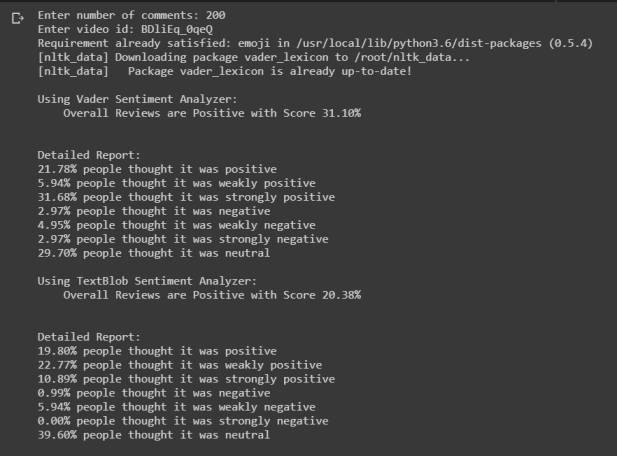 Enter number of comments: 200
Enter video id: BDliEq_0qeQ
Requirement already satisfied: emoji in /usr/local/lib/python3.6/dist-packages (0.5.4)
[nltk_data] Downloading package vader_lexicon to /root/nltk_data...
[nltk_data]   Package vader_lexicon is already up-to-date!
Using Vader Sentiment Analyzer:
Overall Reviews are Positive with Score 31.10%
Detailed Report:
21.78% people thought it was positive
5.94% people thought it was weakly positive
31.68% people thought it was strongly positive
2.97% people thought it was negative
4.95% people thought it was weakly negative
2.97% people thought it was strongly negative
29.70% people thought it was neutral
Using TextBlob Sentiment Analyzer:
Overall Reviews are Positive with Score 20.38%
Detailed Report:
19.80% people thought it was positive
22.77% people thought it was weakly positive
10.89% people thought it was strongly positive
0.99% people thought it was negative
5.94% people thought it was weakly negative
0.00% people thought it was strongly negative
39.60% people thought it was neutral